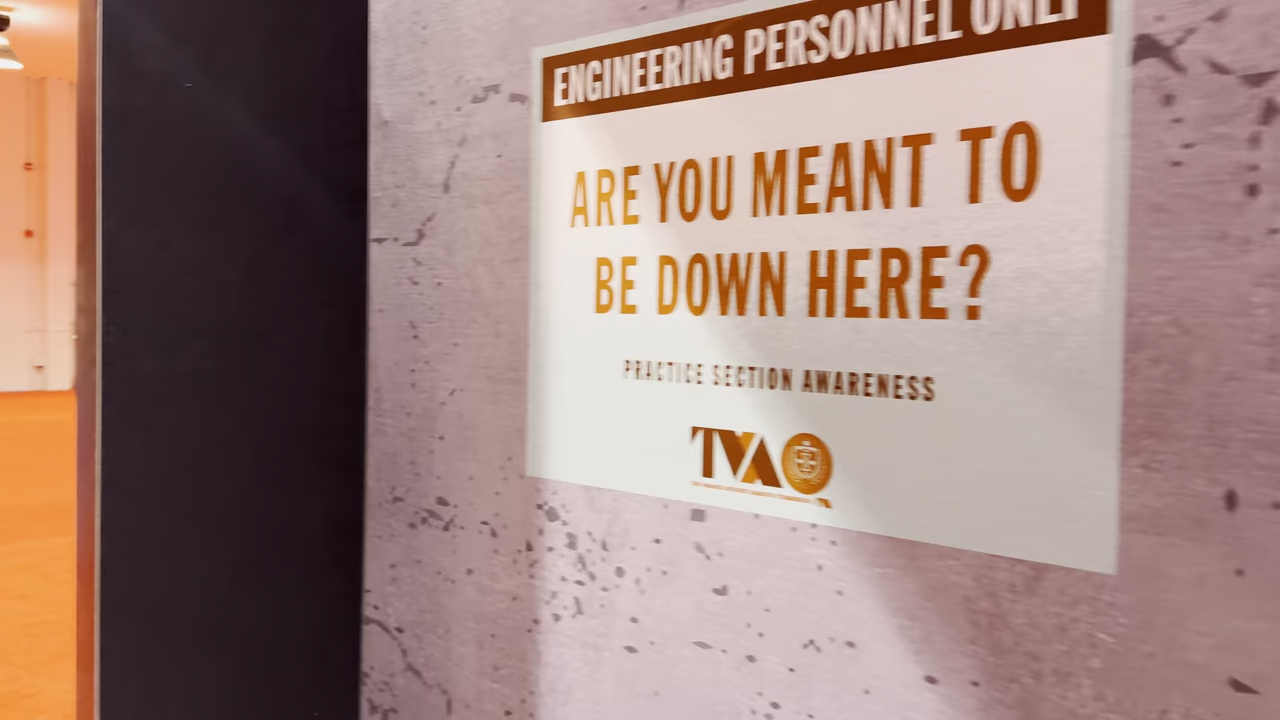 ENGINEERING PERSONNEL ONLY
ARE YOU MEANT TO
BE DOWN HERE?
PRACTICE SECTION AWARENESS
TVA